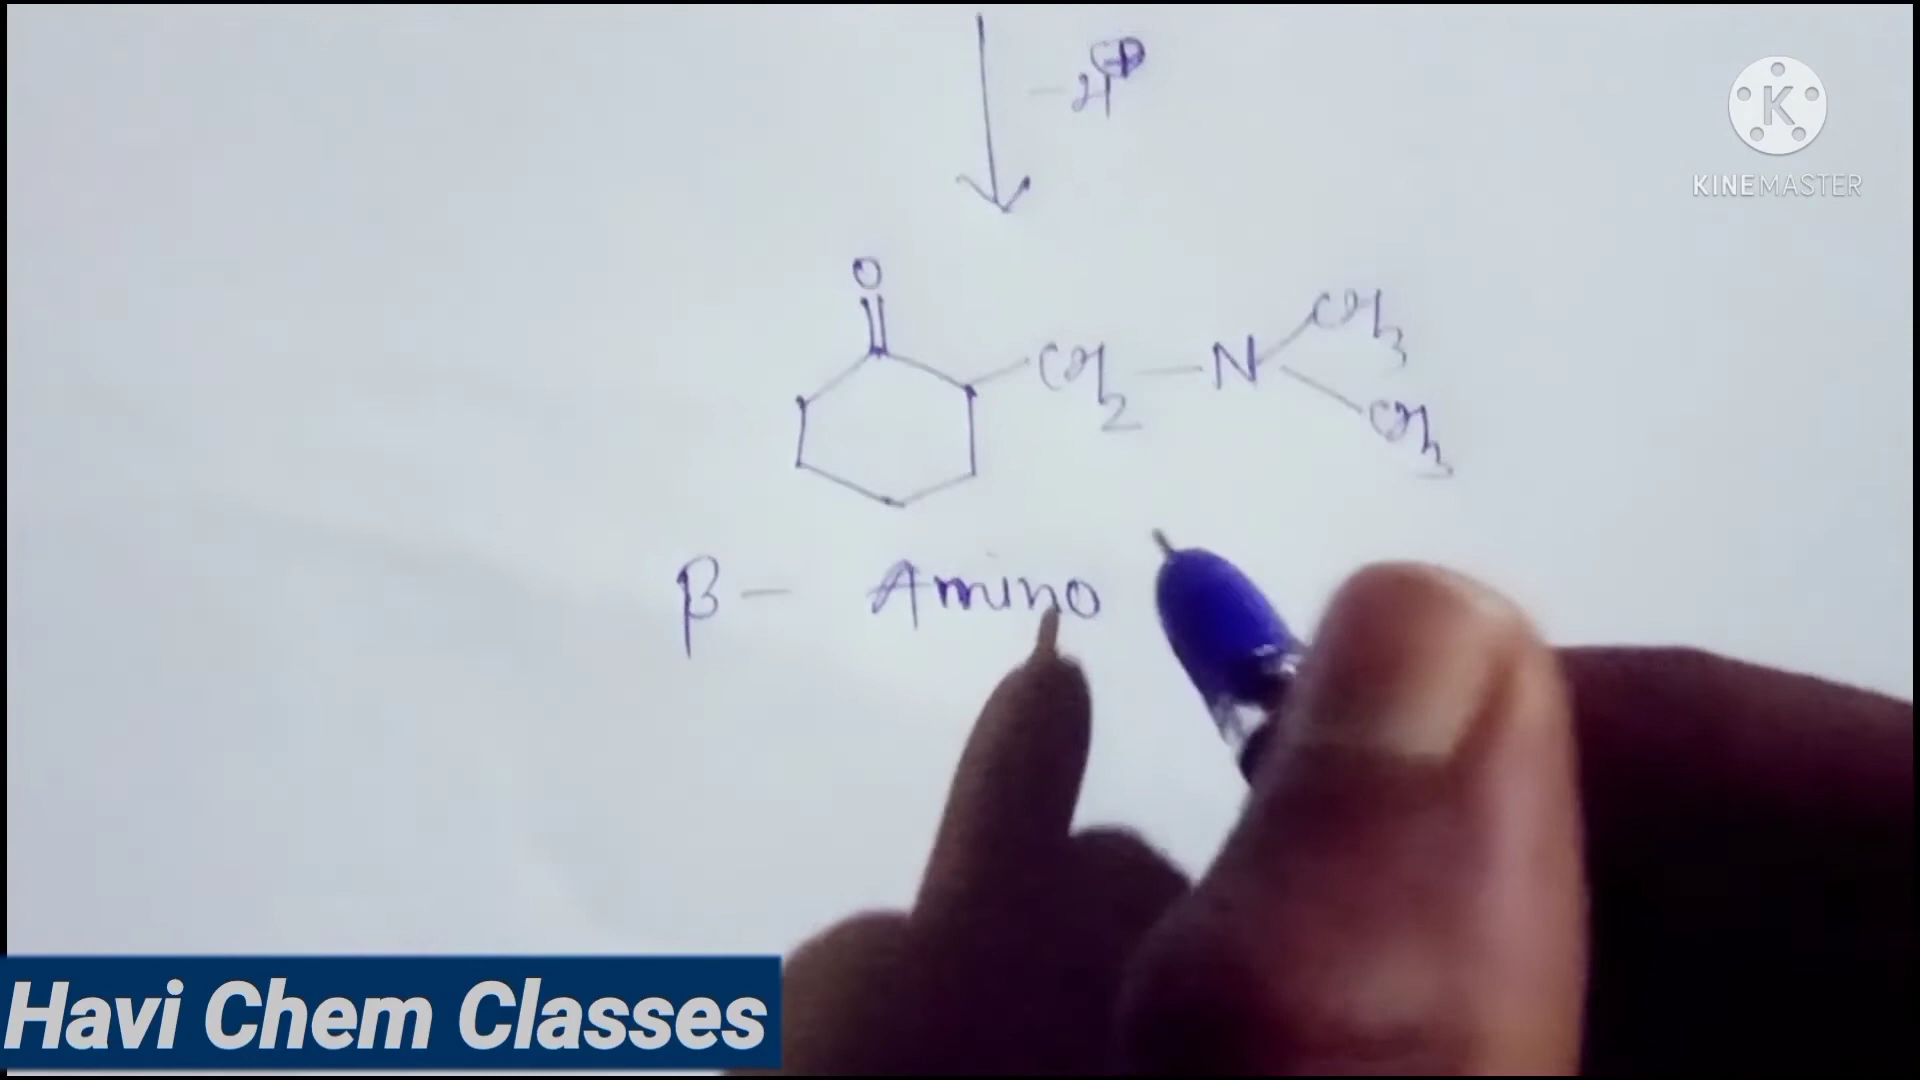 -H⊕
KINEMASTER
O
CH3
CH2 - N
CH3
β - Amino
Havi Chem Classes